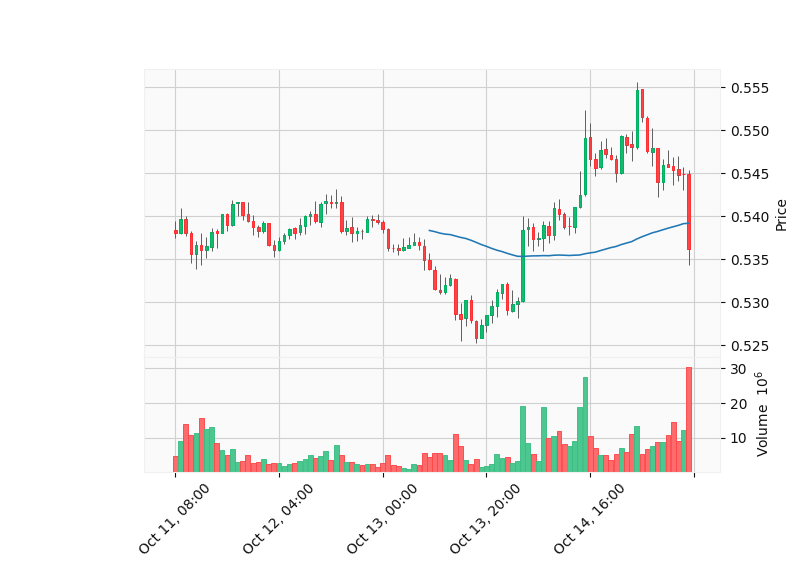 0.555
0.550
0.545
0.540
0.535
0.530
0.525
Price
30
20
10
Volume 10⁶
Oct 11, 08:00
Oct 12, 04:00
Oct 13, 00:00
Oct 13, 20:00
Oct 14, 16:00